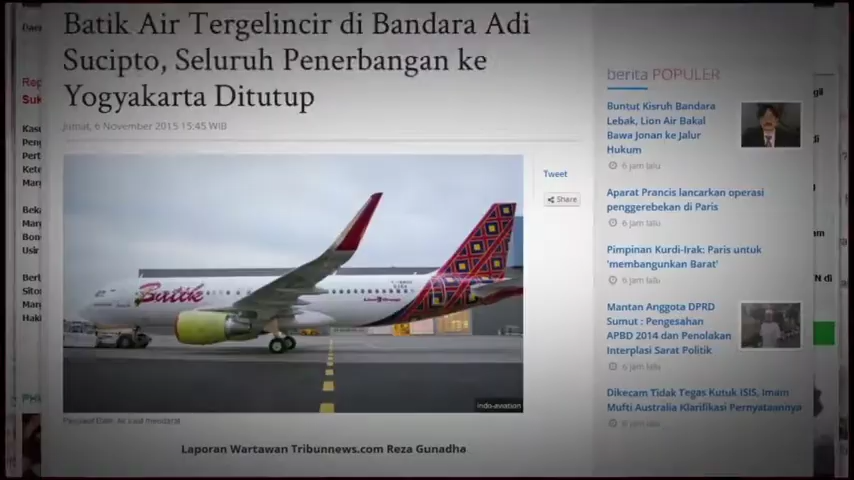 Batik Air Tergelincir di Bandara Adi
Sucipto, Seluruh Penerbangan ke
Yogyakarta Ditutup
Jumat, 6 November 2015 15:45 WIB
Batik
Tweet
Share
indo-aviation
Laporan Wartawan Tribunnews.com Reza Gunadha
berita POPULER
Buntut Kisruh Bandara
Lebak, Lion Air Bakal
Bawa Jonan ke Jalur
Hukum
6 jam lalu
Aparat Prancis lancarkan operasi
penggerebekan di Paris
6 jam lalu
Pimpinan Kurdi-Irak: Paris untuk
'membangunkan Barat'
6 jam lalu
Mantan Anggota DPRD
Sumut : Pengesahan
APBD 2014 dan Penolakan
Interplasi Sarat Politik
6 jam lalu
Dikecam Tidak Tegas Kutuk ISIS, Imam
Mufti Australia Klarifikasi Pernyataannya
6 jam lalu